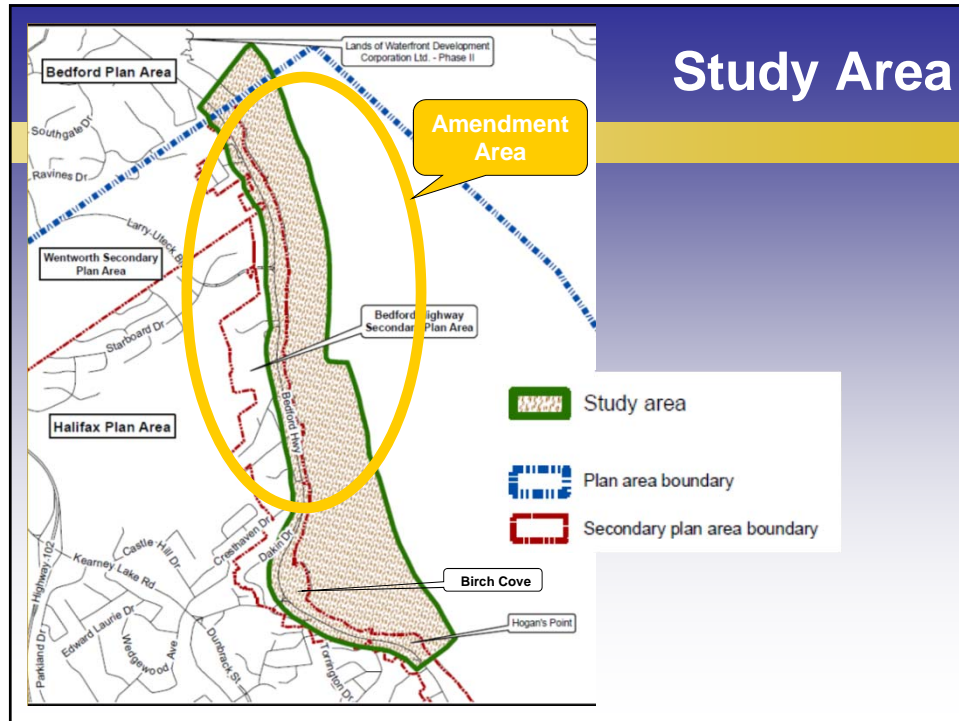 Study Area
Lands of Waterfront Development
Corporation Ltd. - Phase II
Bedford Plan Area
Amendment
Area
Southgate Dr
Ravines Dr
Larry Uteck B
Wentworth Secondary
Plan Area
Starboard Dr
Bedford Highway
Secondary Plan Area
Bedford Hwy
Halifax Plan Area
Study area
Plan area boundary
Secondary plan area boundary
Cresthaven Dr
Dakin Dr
Castle Hill Dr
Kearney Lake Rd
Highway 102
Birch Cove
Hogan's Point
Edward Laurie Dr
Wedgewood Ave
Dunbrack St
Torrington Dr
Parkland Dr